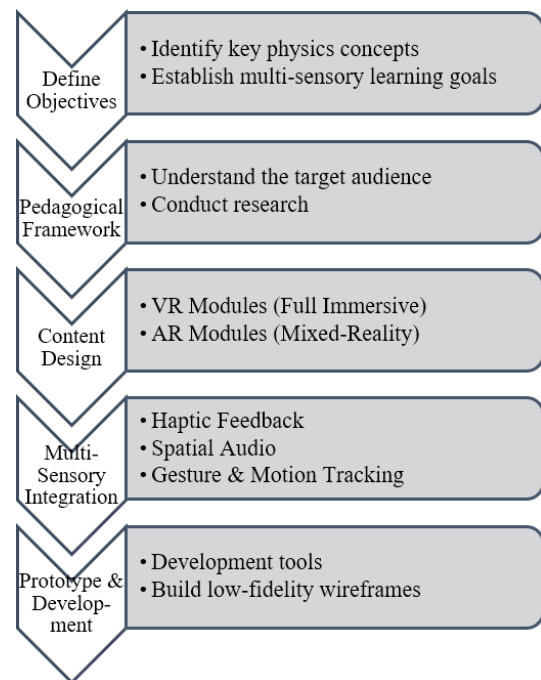 Define
Objectives
• Identify key physics concepts
• Establish multi-sensory learning goals
Pedagogical
Framework
• Understand the target audience
• Conduct research
Content
Design
• VR Modules (Full Immersive)
• AR Modules (Mixed-Reality)
Multi-
Sensory
Integration
• Haptic Feedback
• Spatial Audio
• Gesture & Motion Tracking
Prototype &
Develop-
ment
• Development tools
• Build low-fidelity wireframes